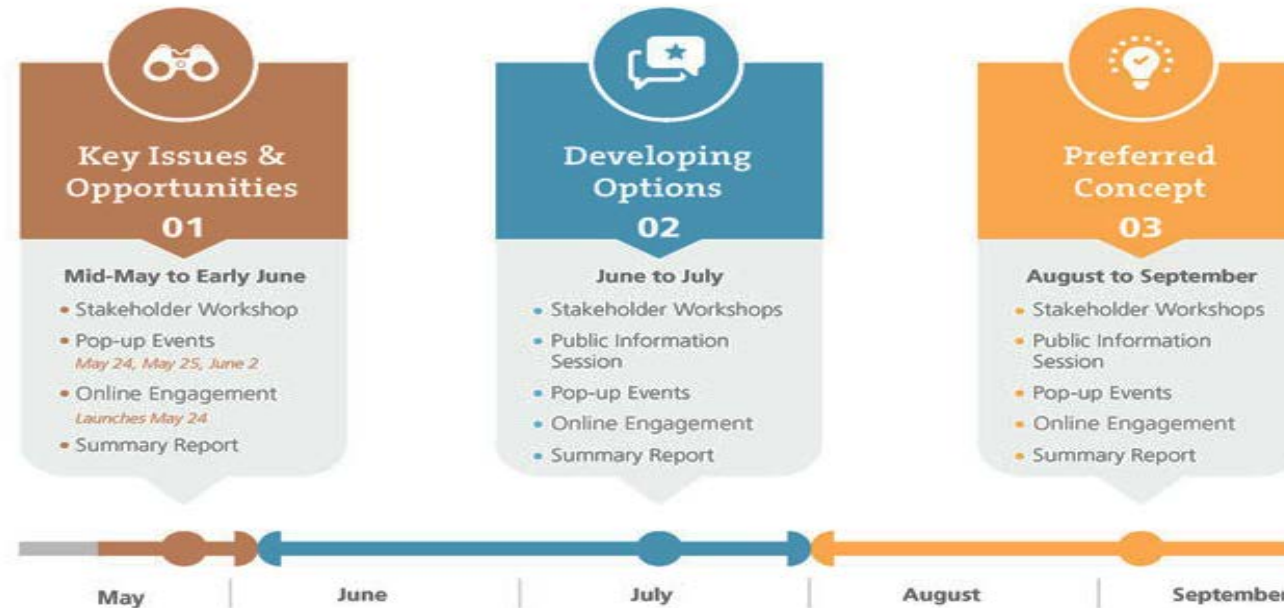 Key Issues &
Opportunities
01
Mid-May to Early June
• Stakeholder Workshop
• Pop-up Events
May 24, May 25, June 2
• Online Engagement
Launches May 24
• Summary Report
Developing
Options
02
June to July
• Stakeholder Workshops
• Public Information
Session
• Pop-up Events
• Online Engagement
• Summary Report
Preferred
Concept
03
August to September
• Stakeholder Workshops
• Public Information
Session
• Pop-up Events
• Online Engagement
• Summary Report
May
June
July
August
September